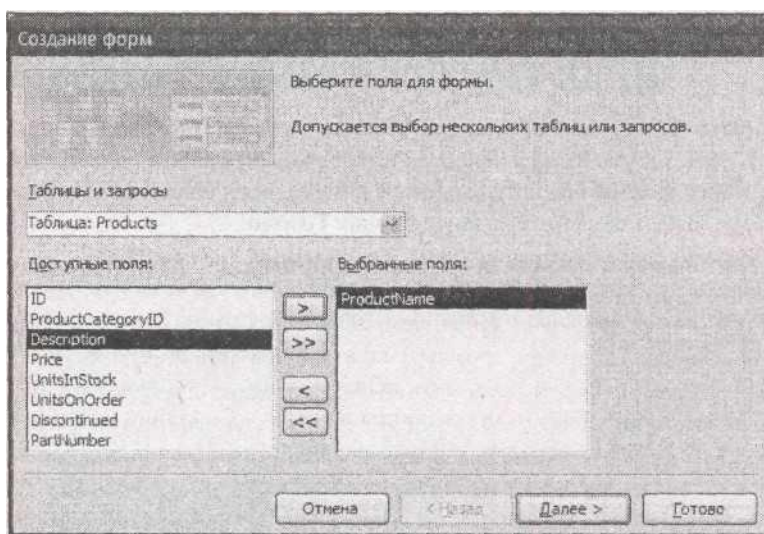 Создание форм
Выберите поля для формы.
Допускается выбор нескольких таблиц или запросов.
Таблицы и запросы
Таблица: Products
Доступные поля:
Выбранные поля:
ID
ProductCategoryID
Description
Price
UnitsInStock
UnitsOnOrder
Discontinued
PartNumber
>
>>
<
<<
ProductName
Отмена
< Назад
Далее >
Готово